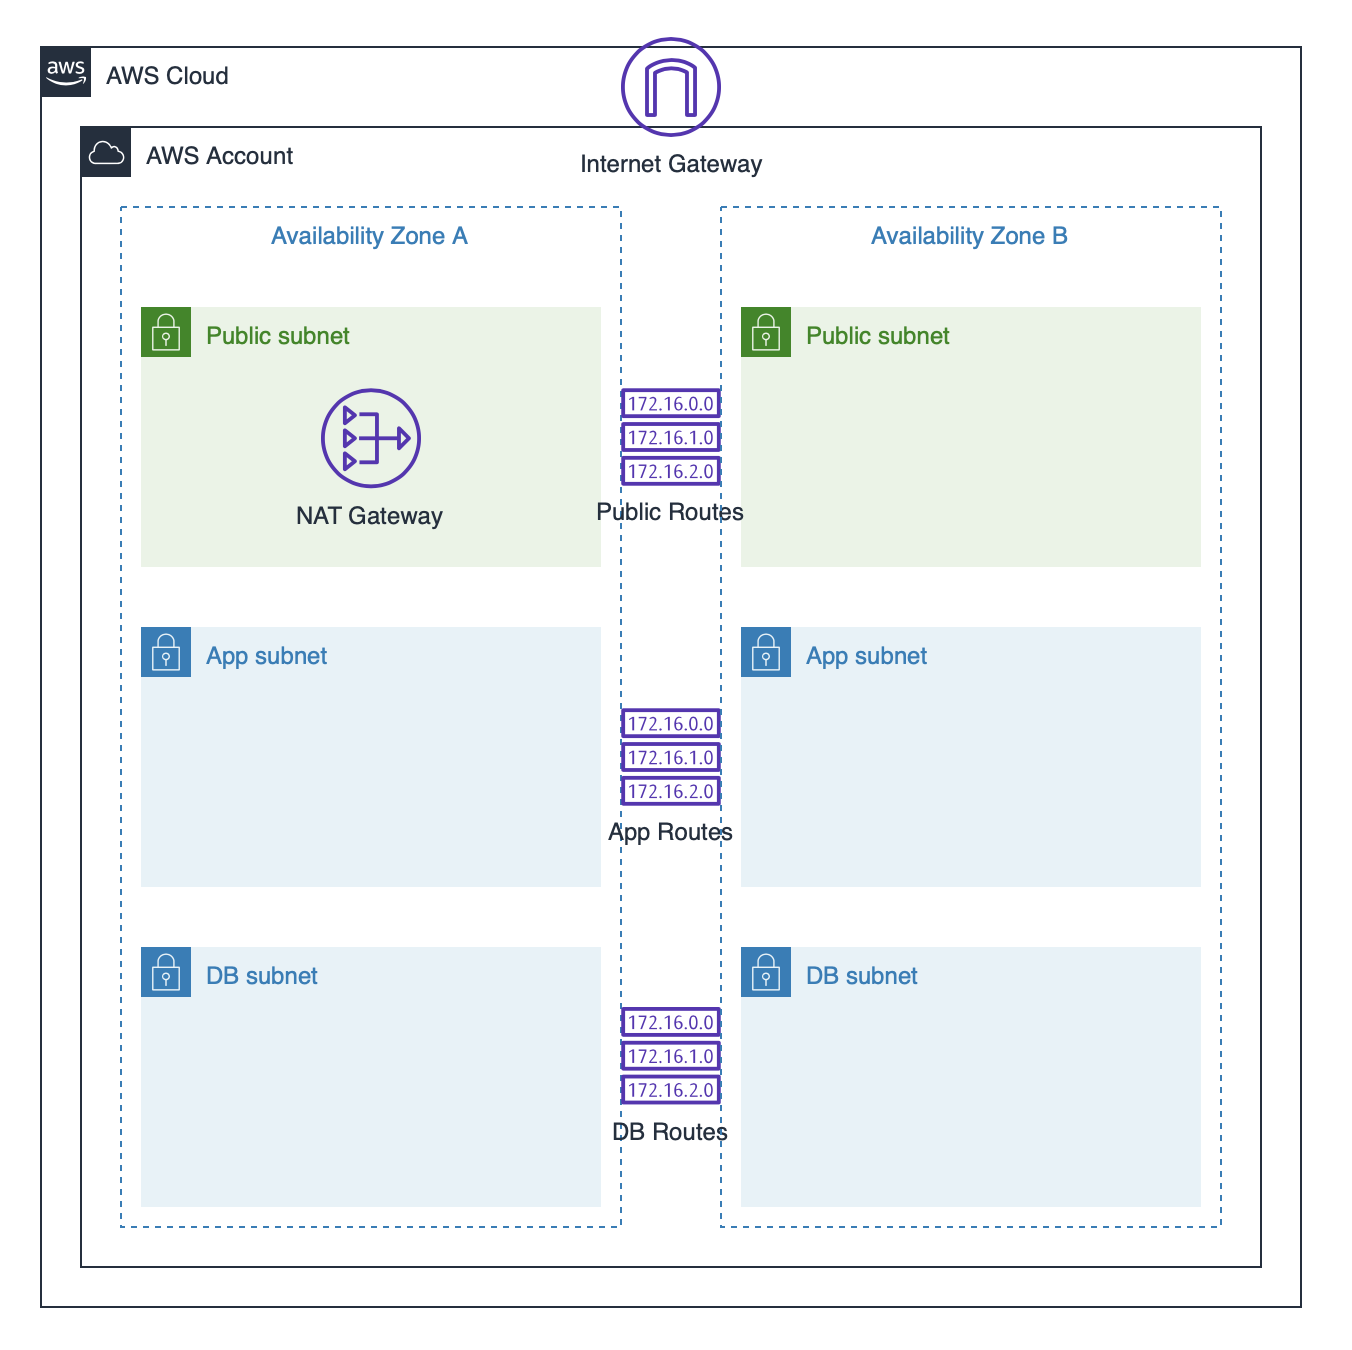 aws
AWS Cloud
AWS Account
Internet Gateway
Availability Zone A
Availability Zone B
Public subnet
Public subnet
172.16.0.0
172.16.1.0
172.16.2.0
NAT Gateway
Public Routes
App subnet
App subnet
172.16.0.0
172.16.1.0
172.16.2.0
App Routes
DB subnet
DB subnet
172.16.0.0
172.16.1.0
172.16.2.0
DB Routes